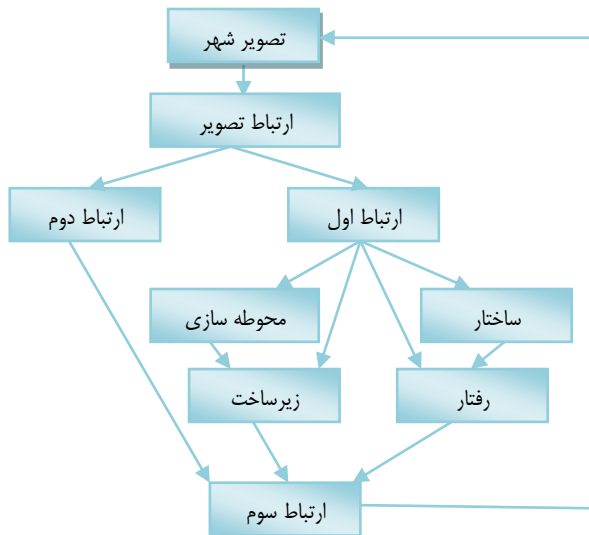 تصویر شهر
ارتباط تصویر
ارتباط اول
ارتباط دوم
ساختار
محوطه سازی
رفتار
زیرساخت
ارتباط سوم